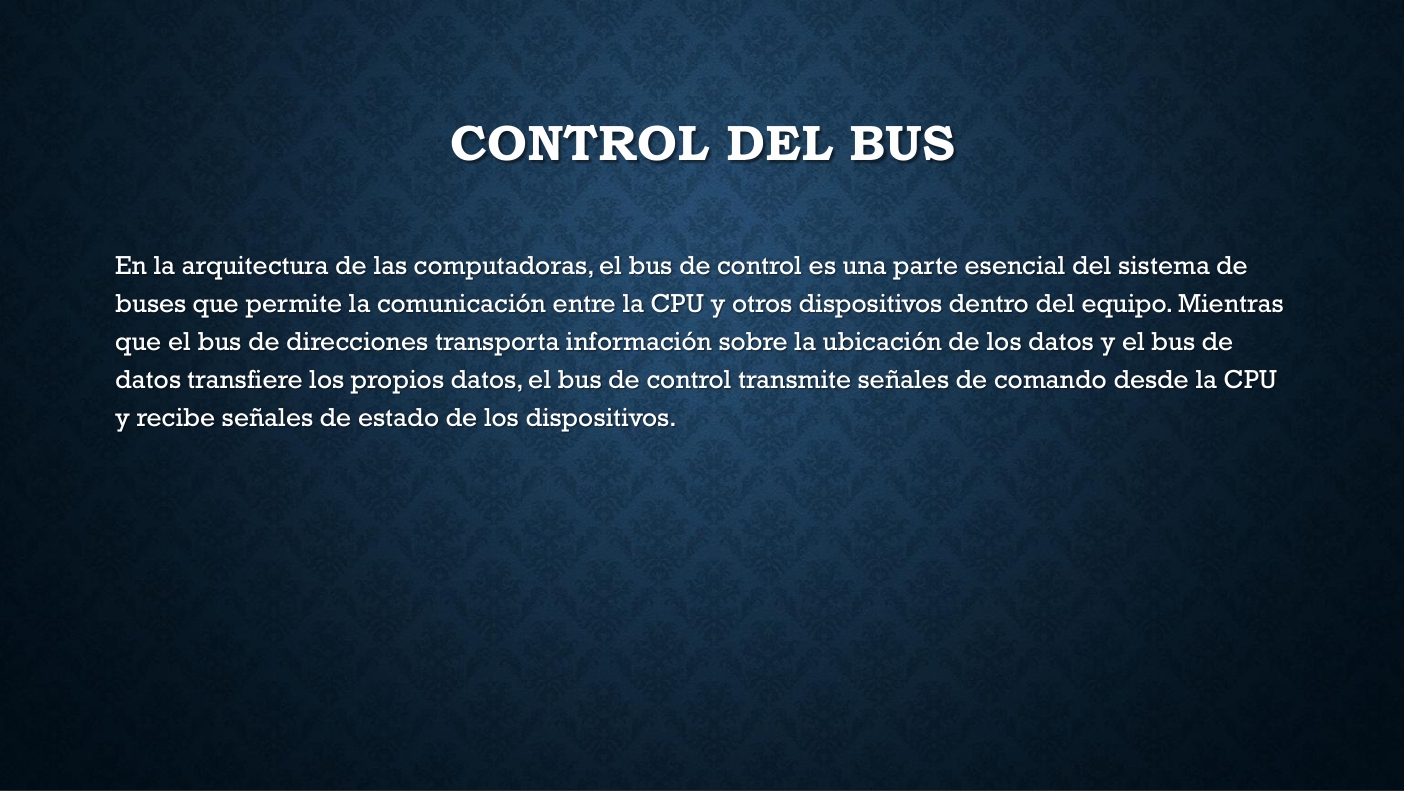 CONTROL DEL BUS
En la arquitectura de las computadoras, el bus de control es una parte esencial del sistema de
buses que permite la comunicación entre la CPU y otros dispositivos dentro del equipo. Mientras
que el bus de direcciones transporta información sobre la ubicación de los datos y el bus de
datos transfiere los propios datos, el bus de control transmite señales de comando desde la CPU
y recibe señales de estado de los dispositivos.